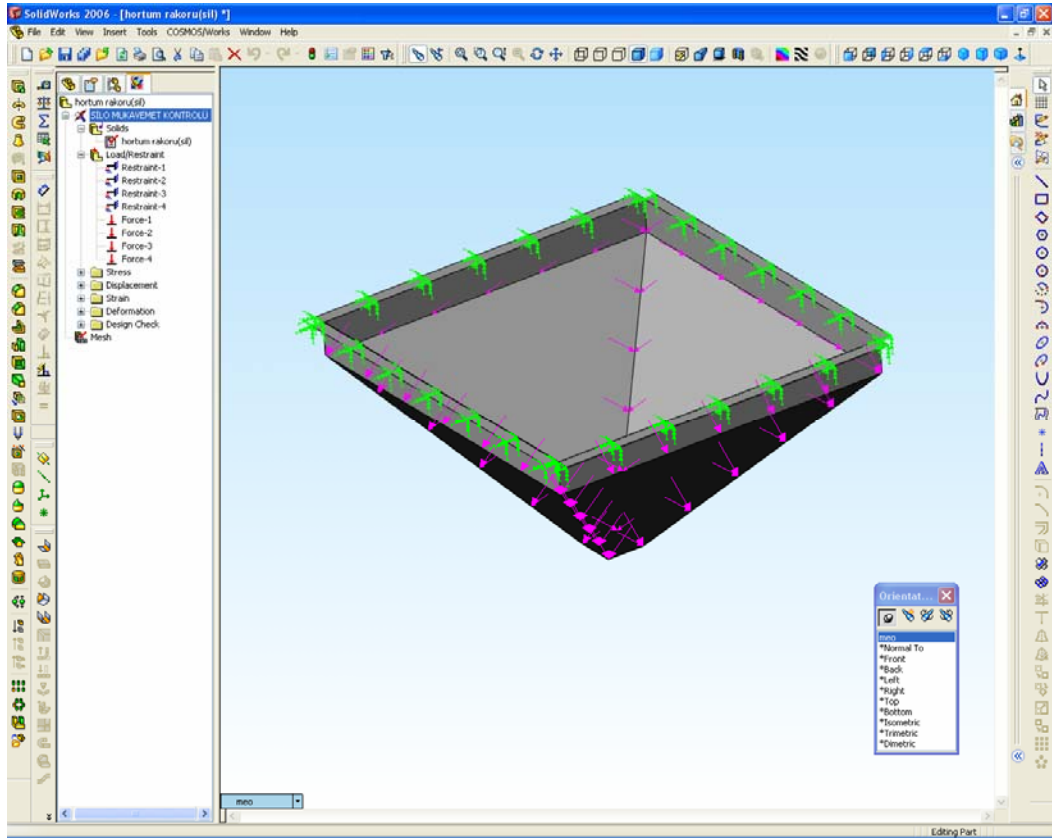 SolidWorks 2006 - [hortum rakoru(sil) *]
File Edit View Insert Tools COSMOS/Works Window Help
hortum rakoru(sil)
SİLO MUKAVEMET KONTROLU
Solids
hortum rakoru(sil)
Load/Restraint
Restraint-1
Restraint-2
Restraint-3
Restraint-4
Force-1
Force-2
Force-3
Force-4
Stress
Displacement
Strain
Deformation
Design Check
Mesh
Orientat...
meo
*Normal To
*Front
*Back
*Left
*Right
*Top
*Bottom
*Isometric
*Trimetric
*Dimetric
meo
Editing Part